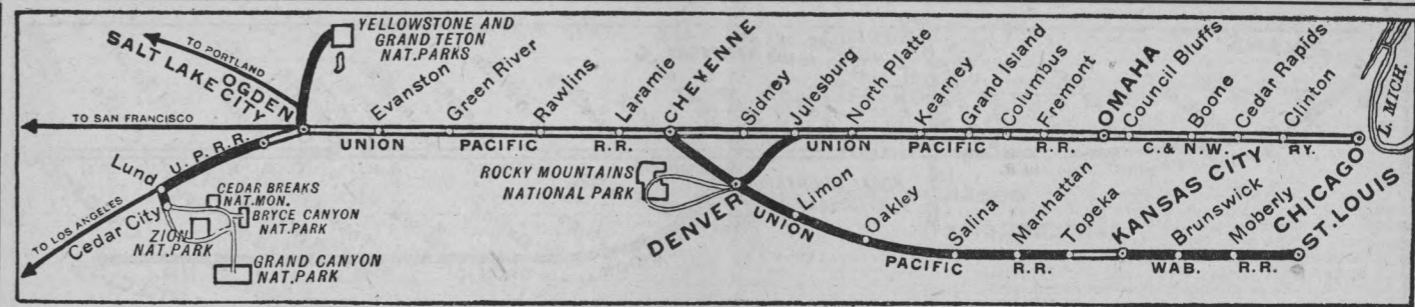 YELLOWSTONE AND
GRAND TETON
NAT. PARKS
TO PORTLAND
SALT LAKE CITY
OGDEN
Evanston
Green River
Rawlins
Laramie
CHEYENNE
Sidney
Julesburg
North Platte
Kearney
Grand Island
Columbus
Fremont
OMAHA
Council Bluffs
Boone
Cedar Rapids
Clinton
L. MICH.
TO SAN FRANCISCO
UNION PACIFIC R.R.
UNION PACIFIC R.R.
C. & N.W. RY.
CHICAGO
U. P. R. R.
Lund
TO LOS ANGELES
Cedar City
CEDAR BREAKS
NAT. MON.
BRYCE CANYON
NAT. PARK
ZION
NAT. PARK
GRAND CANYON
NAT. PARK
ROCKY MOUNTAINS
NATIONAL PARK
DENVER
UNION PACIFIC R.R.
Limon
Oakley
Salina
Manhattan
Topeka
KANSAS CITY
Brunswick
Moberly
ST. LOUIS
WAB. R.R.